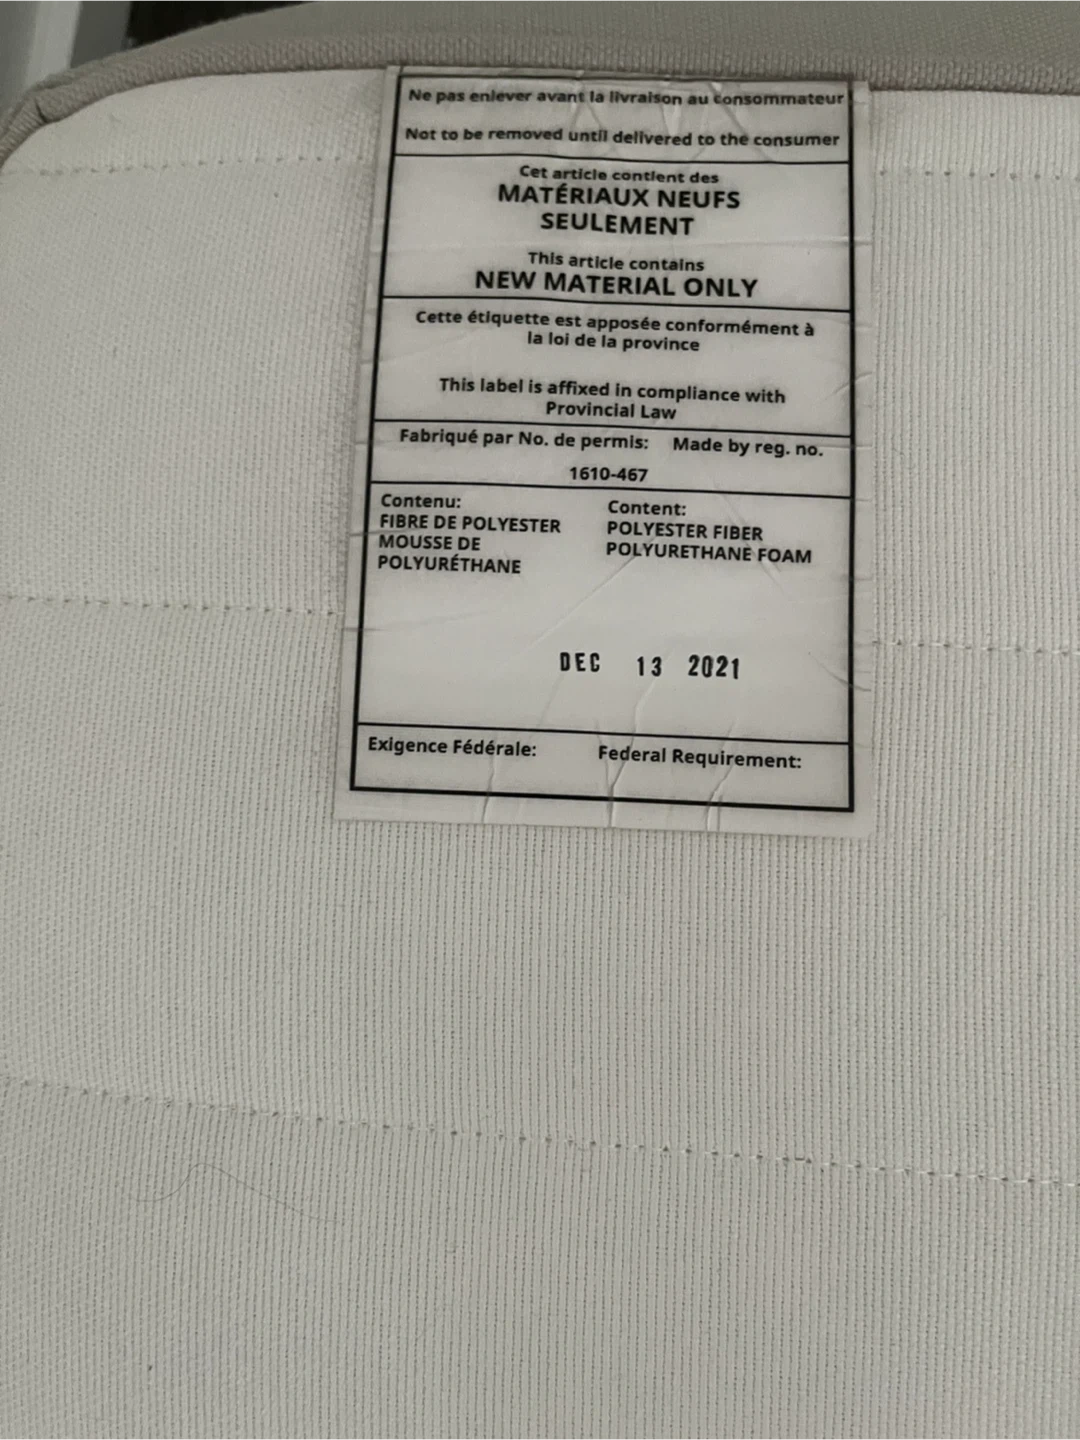 Ne pas enlever avant la livraison au consommateur
Not to be removed until delivered to the consumer
Cet article contient des
MATÉRIAUX NEUFS
SEULEMENT
This article contains
NEW MATERIAL ONLY
Cette étiquette est apposée conformément à
la loi de la province
This label is affixed in compliance with
Provincial Law
Fabriqué par No. de permis: Made by reg. no.
1610-467
Contenu:
FIBRE DE POLYESTER
MOUSSE DE
POLYURÉTHANE
Content:
POLYESTER FIBER
POLYURETHANE FOAM
DEC 13 2021
Exigence Fédérale: Federal Requirement: